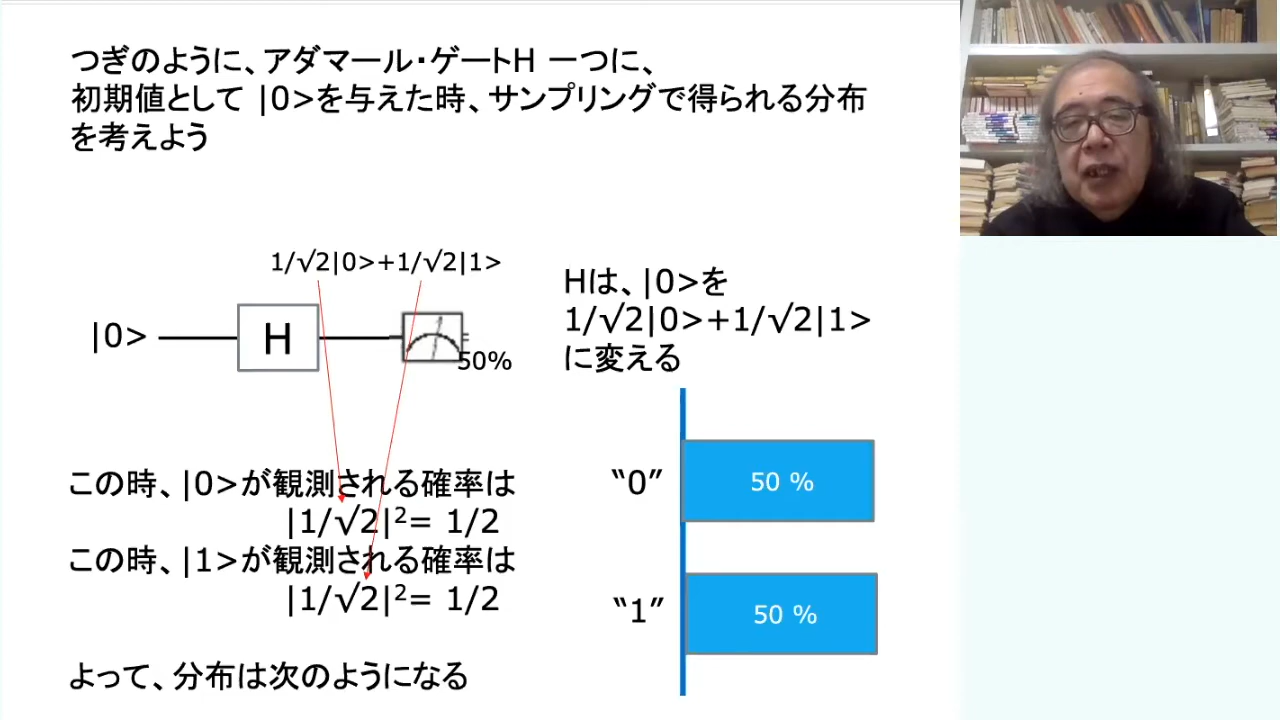 つぎのように、アダマール・ゲートH 一つに、
初期値として |0>を与えた時、サンプリングで得られる分布
を考えよう
1/√2|0>+1/√2|1>
|0>
H
50%
Hは、|0>を
1/√2|0>+1/√2|1>
に変える
この時、|0>が観測される確率は
|1/√2|²= 1/2
この時、|1>が観測される確率は
|1/√2|²= 1/2
よって、分布は次のようになる
“0”
50 %
“1”
50 %